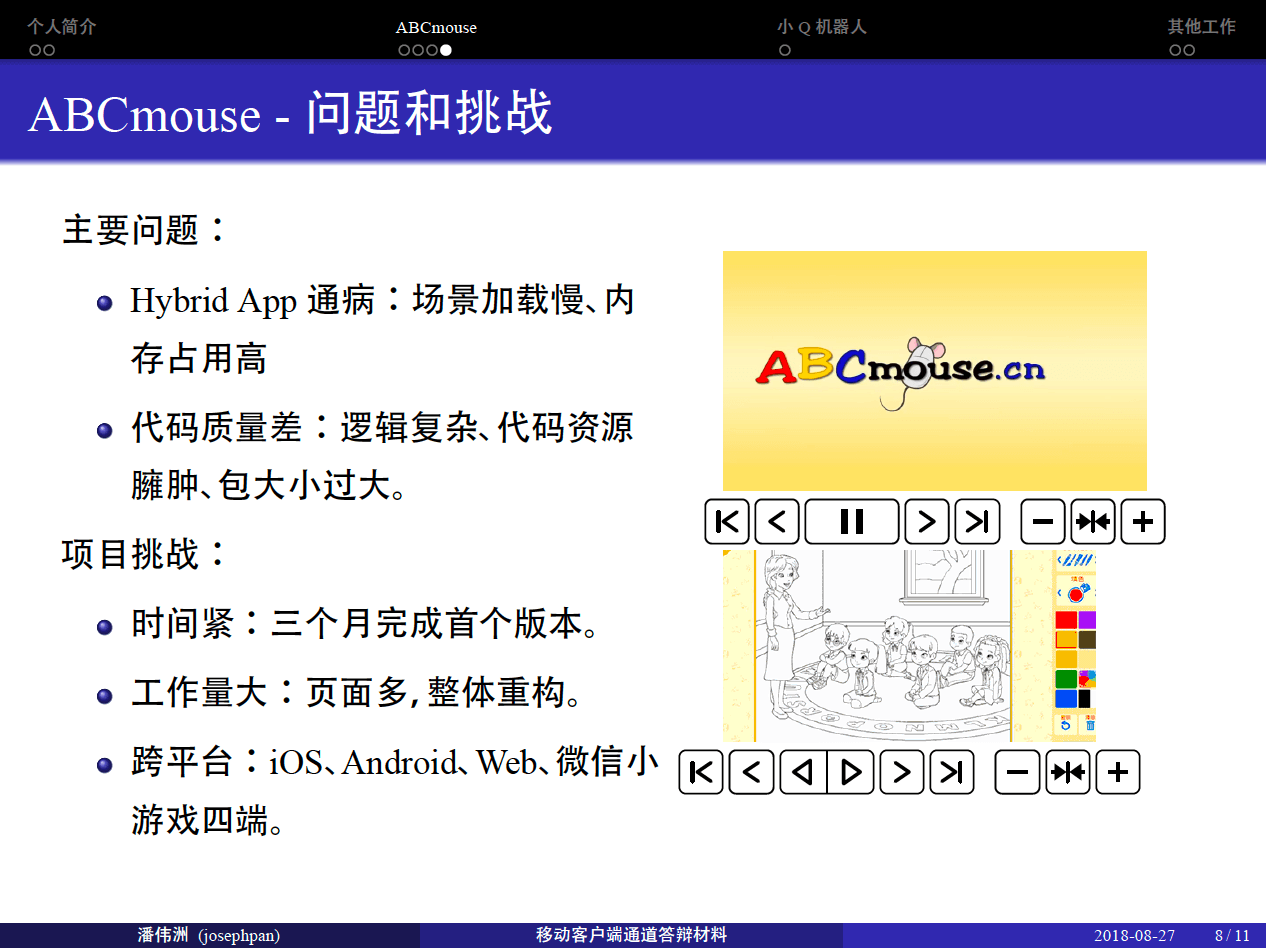 个人简介
ABCmouse
小 Q 机器人
其他工作
ABCmouse - 问题和挑战
主要问题：
Hybrid App 通病：场景加载慢、内
存占用高
代码质量差：逻辑复杂、代码资源
臃肿、包大小过大。
项目挑战：
时间紧：三个月完成首个版本。
工作量大：页面多, 整体重构。
跨平台：iOS、Android、Web、微信小
游戏四端。
ABCmouse.cn
潘伟洲 (josephpan)
移动客户端通道答辩材料
2018-08-27
8 / 11